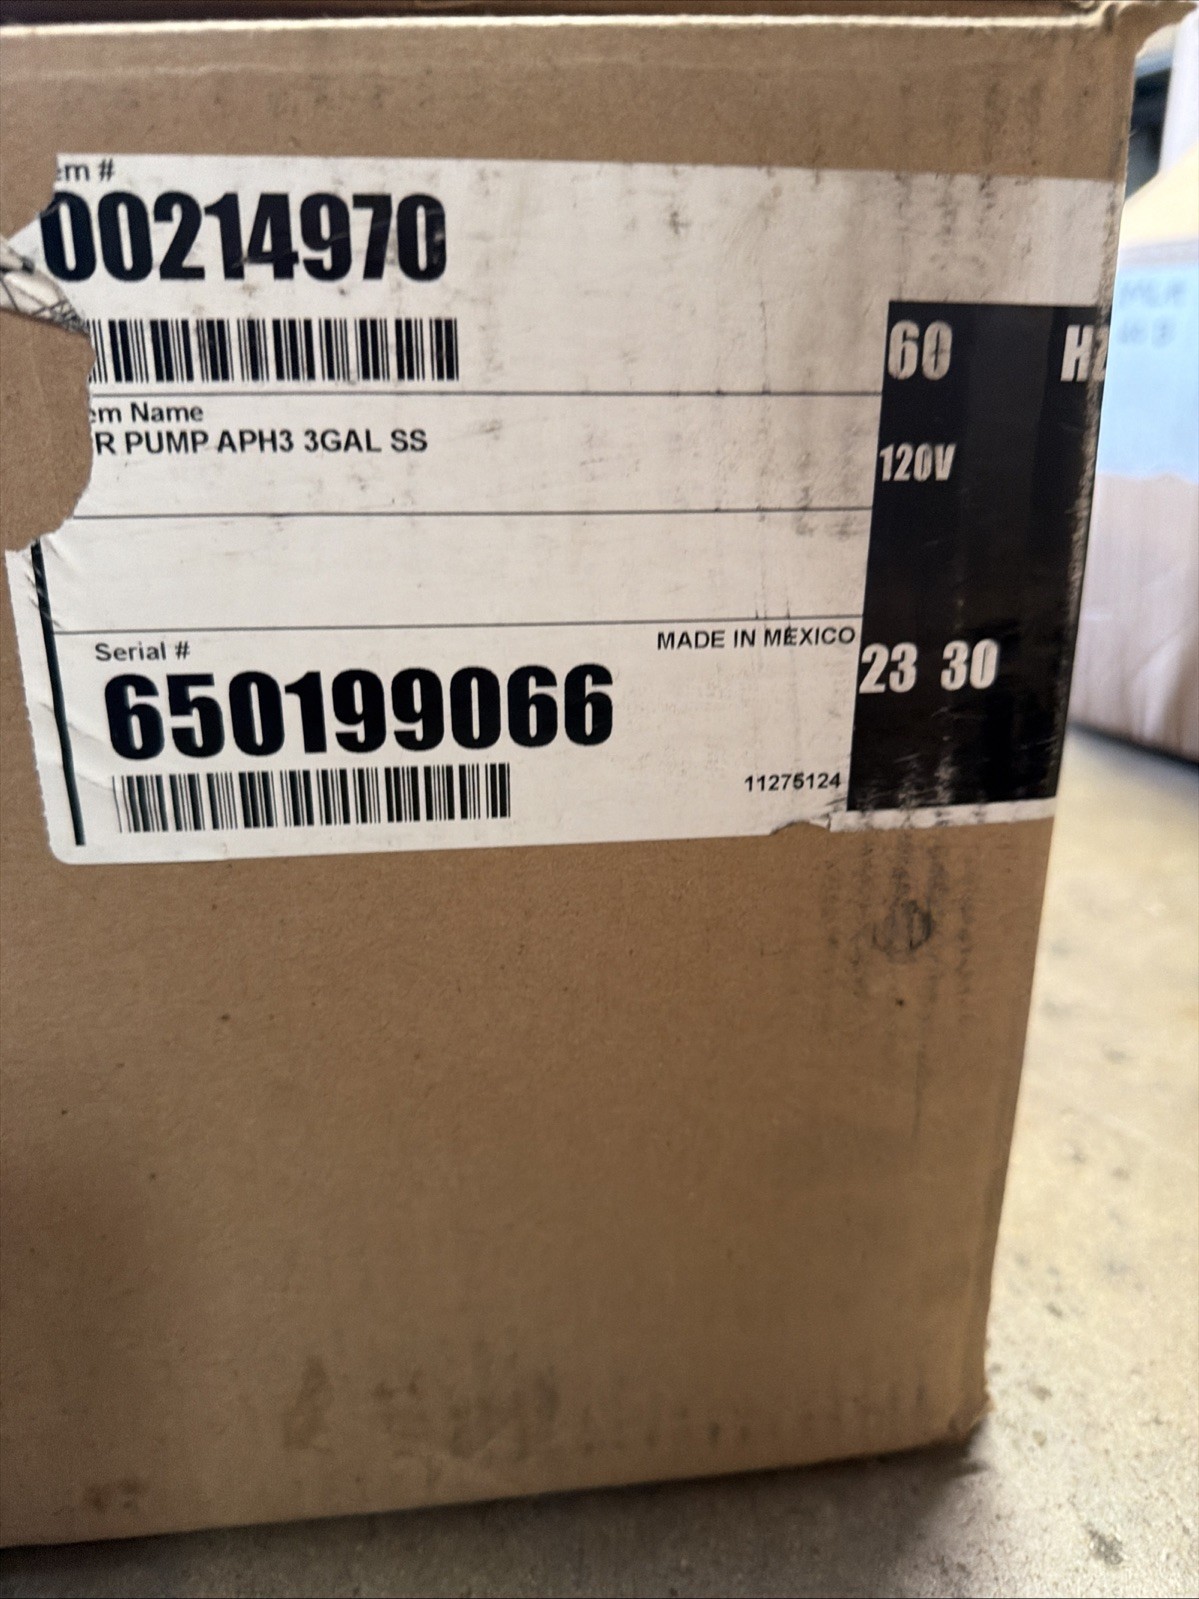 em #
00214970
60 Hz
em Name
R PUMP APH3 3GAL SS
120V
Serial #
MADE IN MEXICO
650199066
23 30
11275124